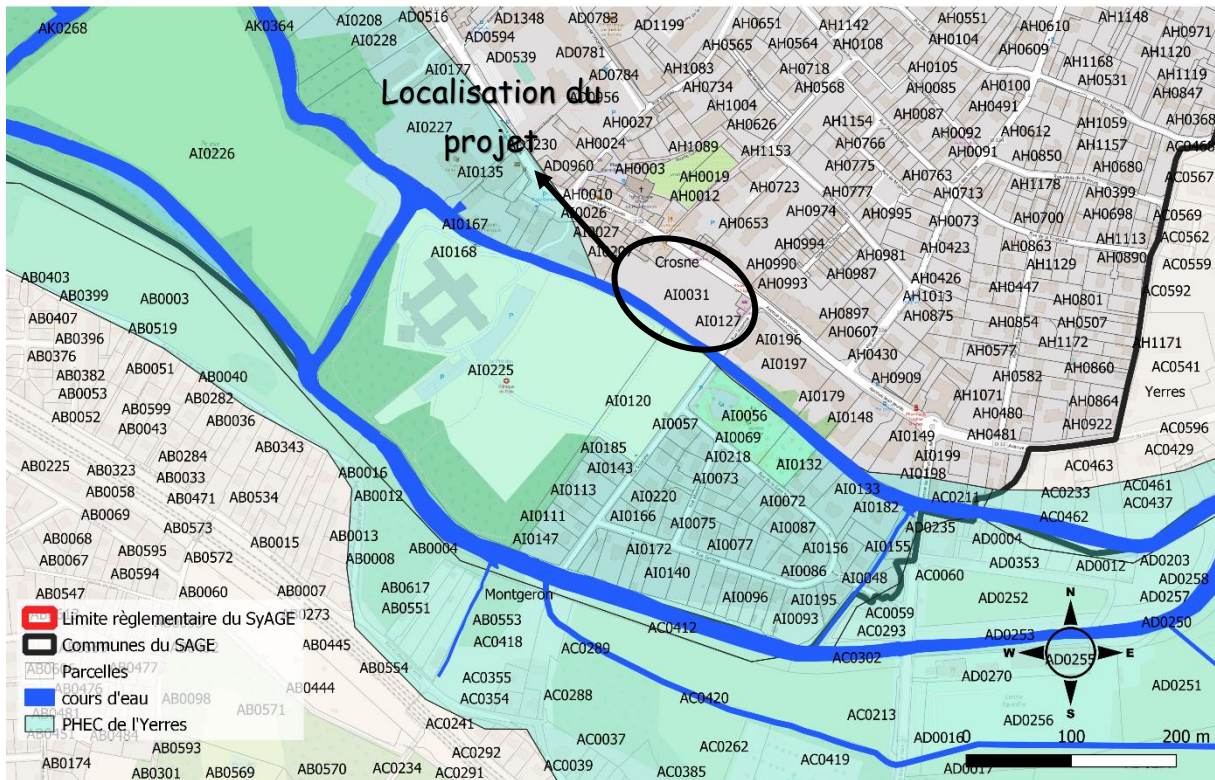 AK0268
AK0364
AI0208
AD0516
AD1348
AD0783
AD1199
AH0651
AH1142
AH0551
AH0610
AH1148
AH0971
AI0228
AD0594
AH0565
AH0564
AH0108
AH0104
AH0609
AH1120
AD0539
AD0781
AH1168
AI0177
AD0784
AH1083
AH0718
AH0105
AH0100
AH0531
AH1119
AH0734
AH0568
AH0085
AH0847
Localisation du
projet
AD0956
AH1004
AH0491
AI0227
AH0027
AH0626
AH1154
AH0087
AH1059
AH0368
AH0092
AH0612
AI0226
AH0024
AH1089
AH1153
AH0766
AH0091
AH0850
AH1157
AC0468
AI0135
AD0960
AH0003
AH0019
AH0775
AH0763
AH0680
AC0567
AH0010
AH0012
AH0723
AH0777
AH0713
AH1178
AH0399
AI0026
AH0974
AH0995
AI0167
AI0027
AH0653
AH0073
AH0700
AH0698
AC0569
AI0168
AH0994
AH0423
AH0863
AH1113
AC0562
Crosne
AH0990
AH0981
AH1129
AH0890
AC0559
AB0403
AH0993
AH0987
AH0426
AH0447
AC0592
AB0399
AB0003
AI0031
AH1013
AH0801
AB0407
AB0519
AI0127
AH0897
AH0875
AH0854
AH0507
AB0396
AH0607
AH1172
AH1171
AB0376
AB0051
AI0196
AH0577
AB0382
AB0040
AI0225
AI0197
AH0430
AH0860
AC0541
AB0053
AB0282
AH0909
AH0582
Yerres
AB0052
AB0599
AB0036
AI0120
AI0179
AH1071
AH0864
AB0043
AI0057
AI0056
AI0148
AH0480
AH0922
AC0596
AB0343
AI0069
AI0149
AH0481
AC0429
AB0225
AB0284
AI0185
AI0218
AI0199
AB0323
AB0033
AB0016
AI0143
AI0073
AI0132
AI0198
AC0463
AB0058
AB0471
AB0534
AB0012
AI0113
AI0133
AC0211
AC0233
AC0461
AB0069
AI0220
AI0072
AI0182
AC0437
AI0111
AI0166
AI0075
AI0087
AC0462
AB0068
AB0573
AB0013
AI0147
AD0235
AD0004
AB0067
AB0595
AB0015
AB0004
AI0172
AI0077
AI0156
AI0155
AD0353
AD0012
AD0203
AB0594
AB0572
AB0008
AI0140
AI0086
AI0048
AC0060
AD0258
AB0547
AB0060
AB0007
AB0617
Montgeron
AI0096
AI0195
AD0252
AD0257
N
AB0273
AB0551
AB0553
AI0093
AC0059
AD0250
Limite règlementaire du SyAGE
AC0412
AC0293
AD0253
AC0418
AC0289
AC0302
W
AD0255
E
Communes du SAGE
AB0445
AB0554
AD0270
AD0251
Parcelles
AB0477
AC0355
cours d'eau
AB0476
AB0098
AB0444
AC0354
AC0288
AC0420
S
PHEC de l'Yerres
AB0481
AB0571
AC0241
AC0213
AD0256
AB0451
AB0484
AC0037
AB0593
AC0292
AC0262
AD0016
0
100
200 m
AB0174
AC0419
AB0301
AB0569
AB0570
AC0234
AC0291
AC0039
AC0385
AD0017